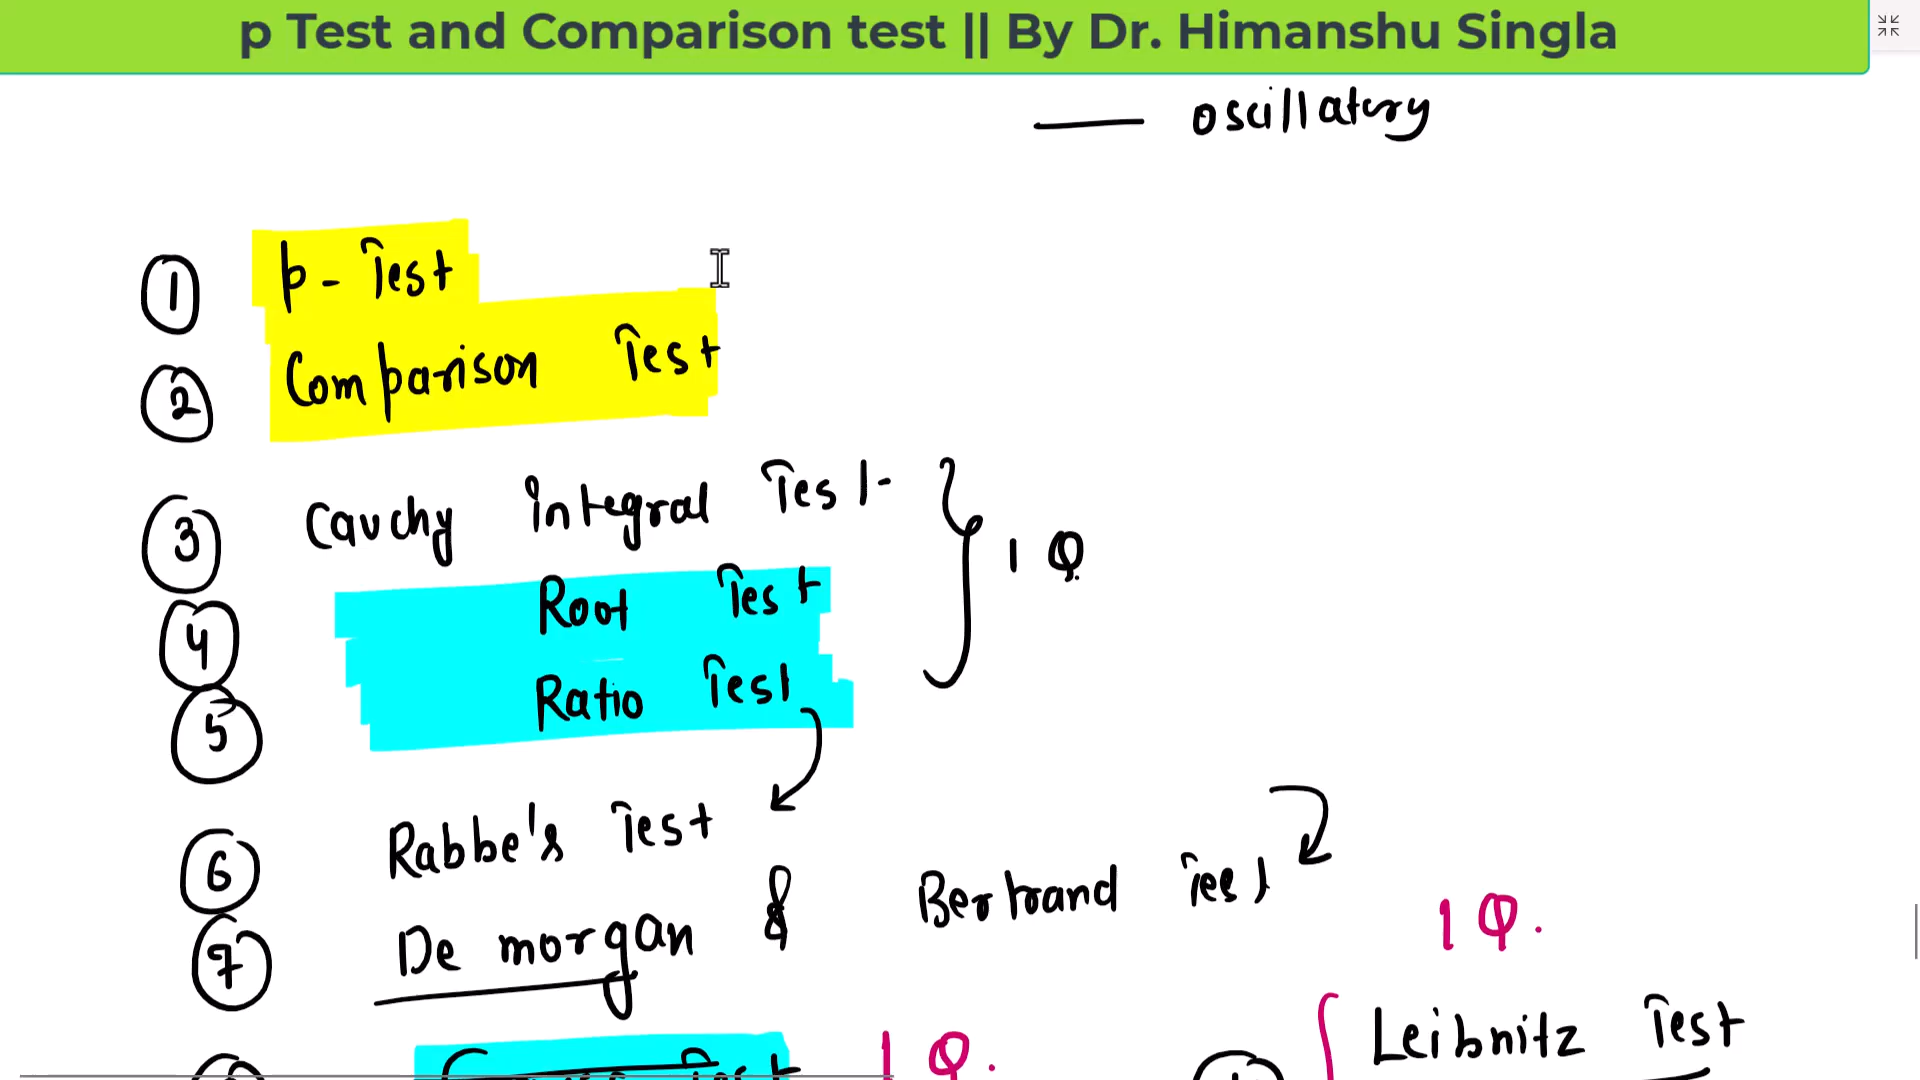 p Test and Comparison test || By Dr. Himanshu Singla
— oscillatory
① p - Test
② Comparison Test
③ Cauchy integral Test
④ Root Test
⑤ Ratio Test
1 Q.
⑥ Rabbe's Test
⑦ De morgan & Bertrand Test
1 Q.
1 Q.
Leibnitz Test
Test